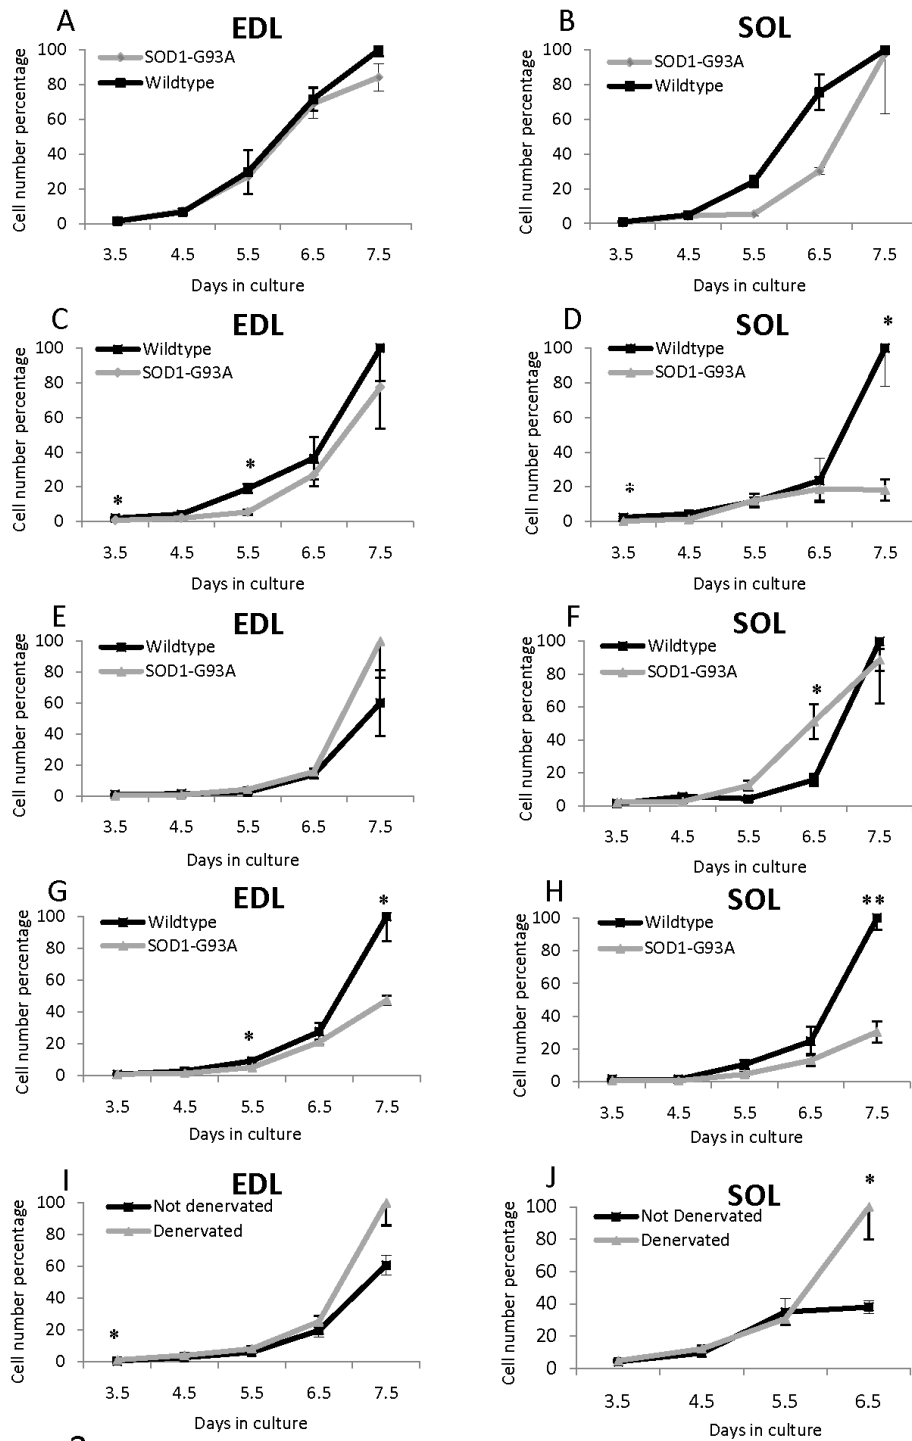 A
EDL
SOD1-G93A
Wildtype
Cell number percentage
100
80
60
40
20
0
3.5 4.5 5.5 6.5 7.5
Days in culture
B
SOL
SOD1-G93A
Wildtype
Cell number percentage
100
80
60
40
20
0
3.5 4.5 5.5 6.5 7.5
Days in culture
C
EDL
Wildtype
SOD1-G93A
Cell number percentage
100
80
60
40
20
0
* *
3.5 4.5 5.5 6.5 7.5
Days in culture
D
SOL
Wildtype
SOD1-G93A
Cell number percentage
100
80
60
40
20
0
* *
3.5 4.5 5.5 6.5 7.5
Days in culture
E
EDL
Wildtype
SOD1-G93A
Cell number percentage
100
80
60
40
20
0
3.5 4.5 5.5 6.5 7.5
Days in culture
F
SOL
Wildtype
SOD1-G93A
Cell number percentage
100
80
60
40
20
0
*
3.5 4.5 5.5 6.5 7.5
Days in culture
G
EDL
Wildtype
SOD1-G93A
Cell number percentage
100
80
60
40
20
0
* *
3.5 4.5 5.5 6.5 7.5
Days in culture
H
SOL
Wildtype
SOD1-G93A
Cell number percentage
100
80
60
40
20
0
**
3.5 4.5 5.5 6.5 7.5
Days in culture
I
EDL
Not denervated
Denervated
Cell number percentage
100
80
60
40
20
0
*
3.5 4.5 5.5 6.5 7.5
Days in culture
J
SOL
Not Denervated
Denervated
Cell number percentage
100
80
60
40
20
0
*
3.5 4.5 5.5 6.5
Days in culture